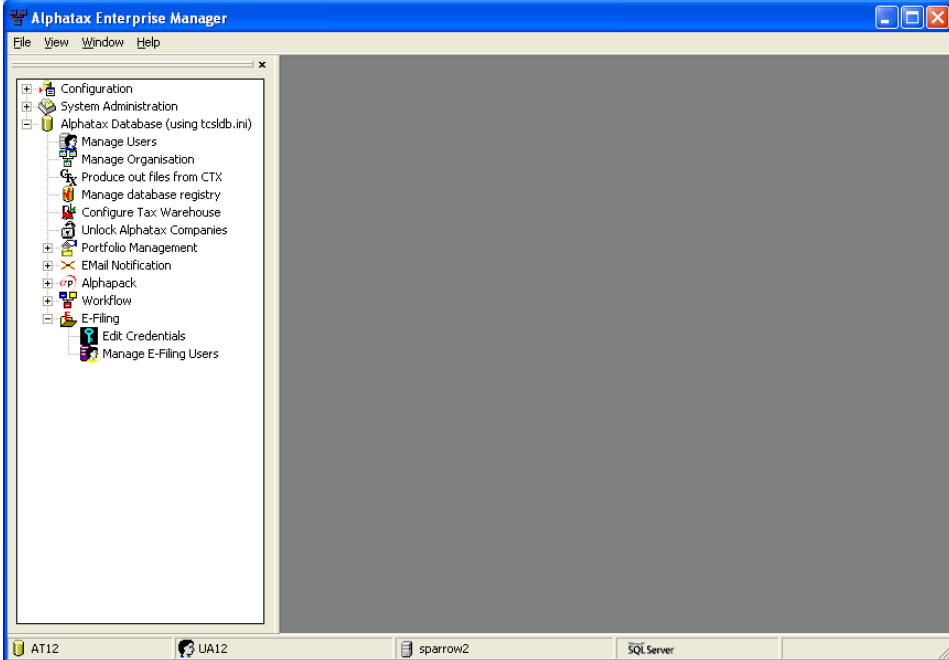 Alphatax Enterprise Manager
File View Window Help
Configuration
System Administration
Alphatax Database (using tcsldb.ini)
Manage Users
Manage Organisation
Produce out files from CTX
Manage database registry
Configure Tax Warehouse
Unlock Alphatax Companies
Portfolio Management
EMail Notification
Alphapack
Workflow
E-Filing
Edit Credentials
Manage E-Filing Users
AT12 UA12 sparrow2 Microsoft SQL Server